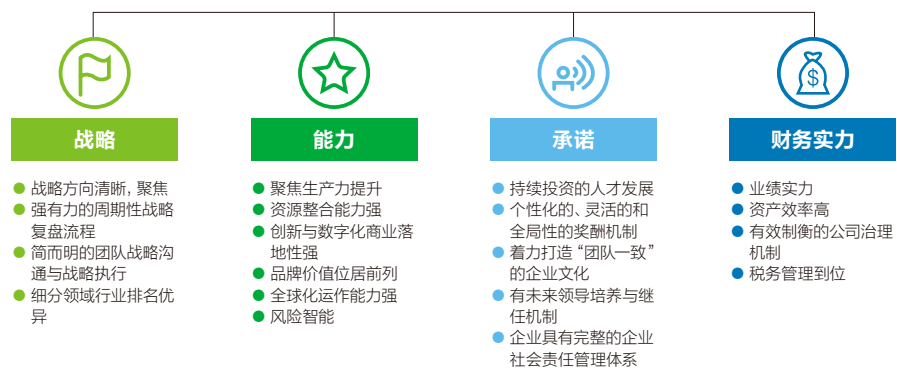 $
战略
战略方向清晰，聚焦
强有力的周期性战略
复盘流程
简而明的团队战略沟
通与战略执行
细分领域行业排名优
异
能力
聚焦生产力提升
资源整合能力强
创新与数字化商业落
地性强
品牌价值位居前列
全球化运作能力强
风险智能
承诺
持续投资的人才发展
个性化的、灵活的和
全局性的奖酬机制
着力打造“团队一致”
的企业文化
有未来领导培养与继
任机制
企业具有完整的企业
社会责任管理体系
财务实力
业绩实力
资产效率高
有效制衡的公司治理
机制
税务管理到位